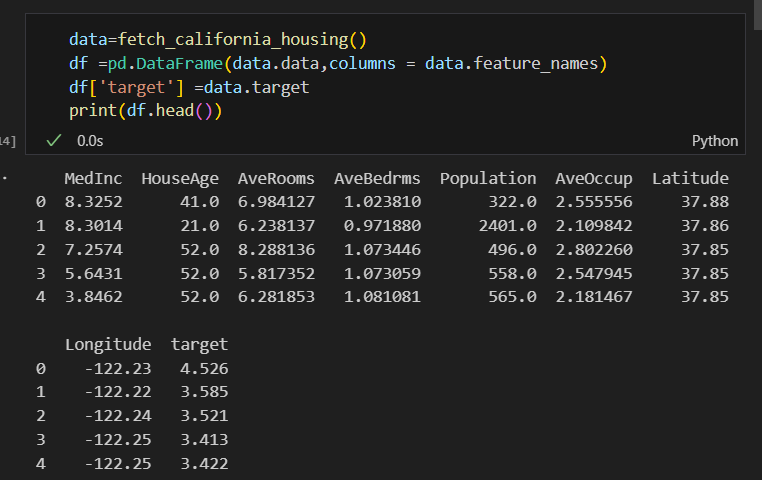 data=fetch_california_housing()
df =pd.DataFrame(data.data,columns = data.feature_names)
df['target'] =data.target
print(df.head())
14]
0.0s
Python
MedInc HouseAge AveRooms AveBedrms Population AveOccup Latitude
0 8.3252 41.0 6.984127 1.023810 322.0 2.555556 37.88
1 8.3014 21.0 6.238137 0.971880 2401.0 2.109842 37.86
2 7.2574 52.0 8.288136 1.073446 496.0 2.802260 37.85
3 5.6431 52.0 5.817352 1.073059 558.0 2.547945 37.85
4 3.8462 52.0 6.281853 1.081081 565.0 2.181467 37.85
Longitude target
0 -122.23 4.526
1 -122.22 3.585
2 -122.24 3.521
3 -122.25 3.413
4 -122.25 3.422